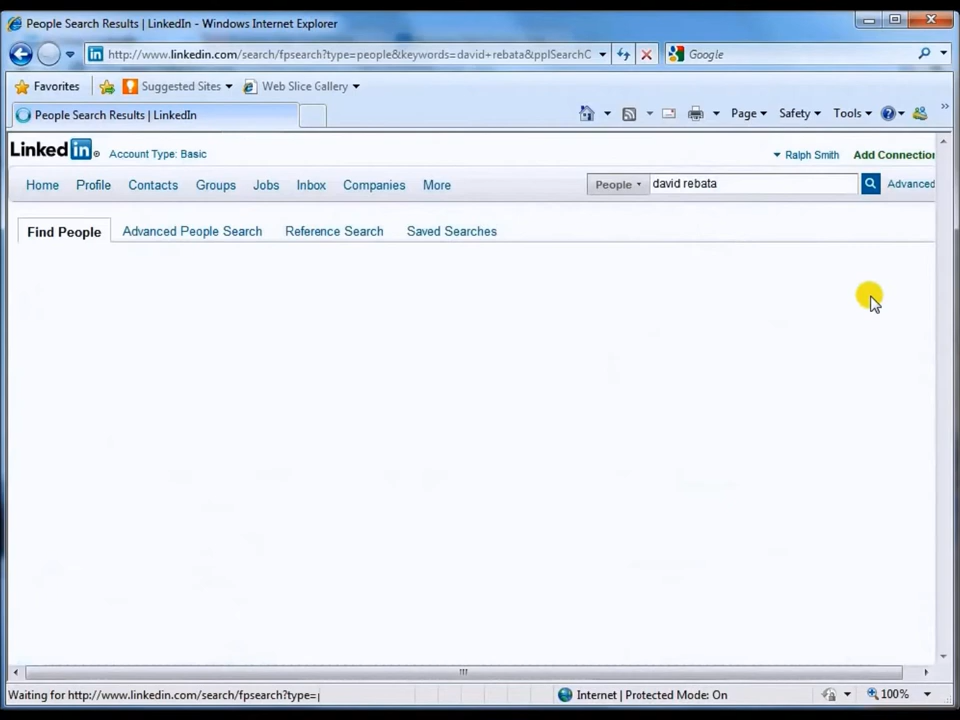 People Search Results | LinkedIn - Windows Internet Explorer
http://www.linkedin.com/search/fpsearch?type=people&keywords=david+rebata&pplSearchC
Google
Favorites Suggested Sites Web Slice Gallery
People Search Results | LinkedIn
Page Safety Tools
Linked in Account Type: Basic
Ralph Smith Add Connection
Home Profile Contacts Groups Jobs Inbox Companies More
People david rebata Advanced
Find People Advanced People Search Reference Search Saved Searches
Waiting for http://www.linkedin.com/search/fpsearch?type=
Internet | Protected Mode: On
100%